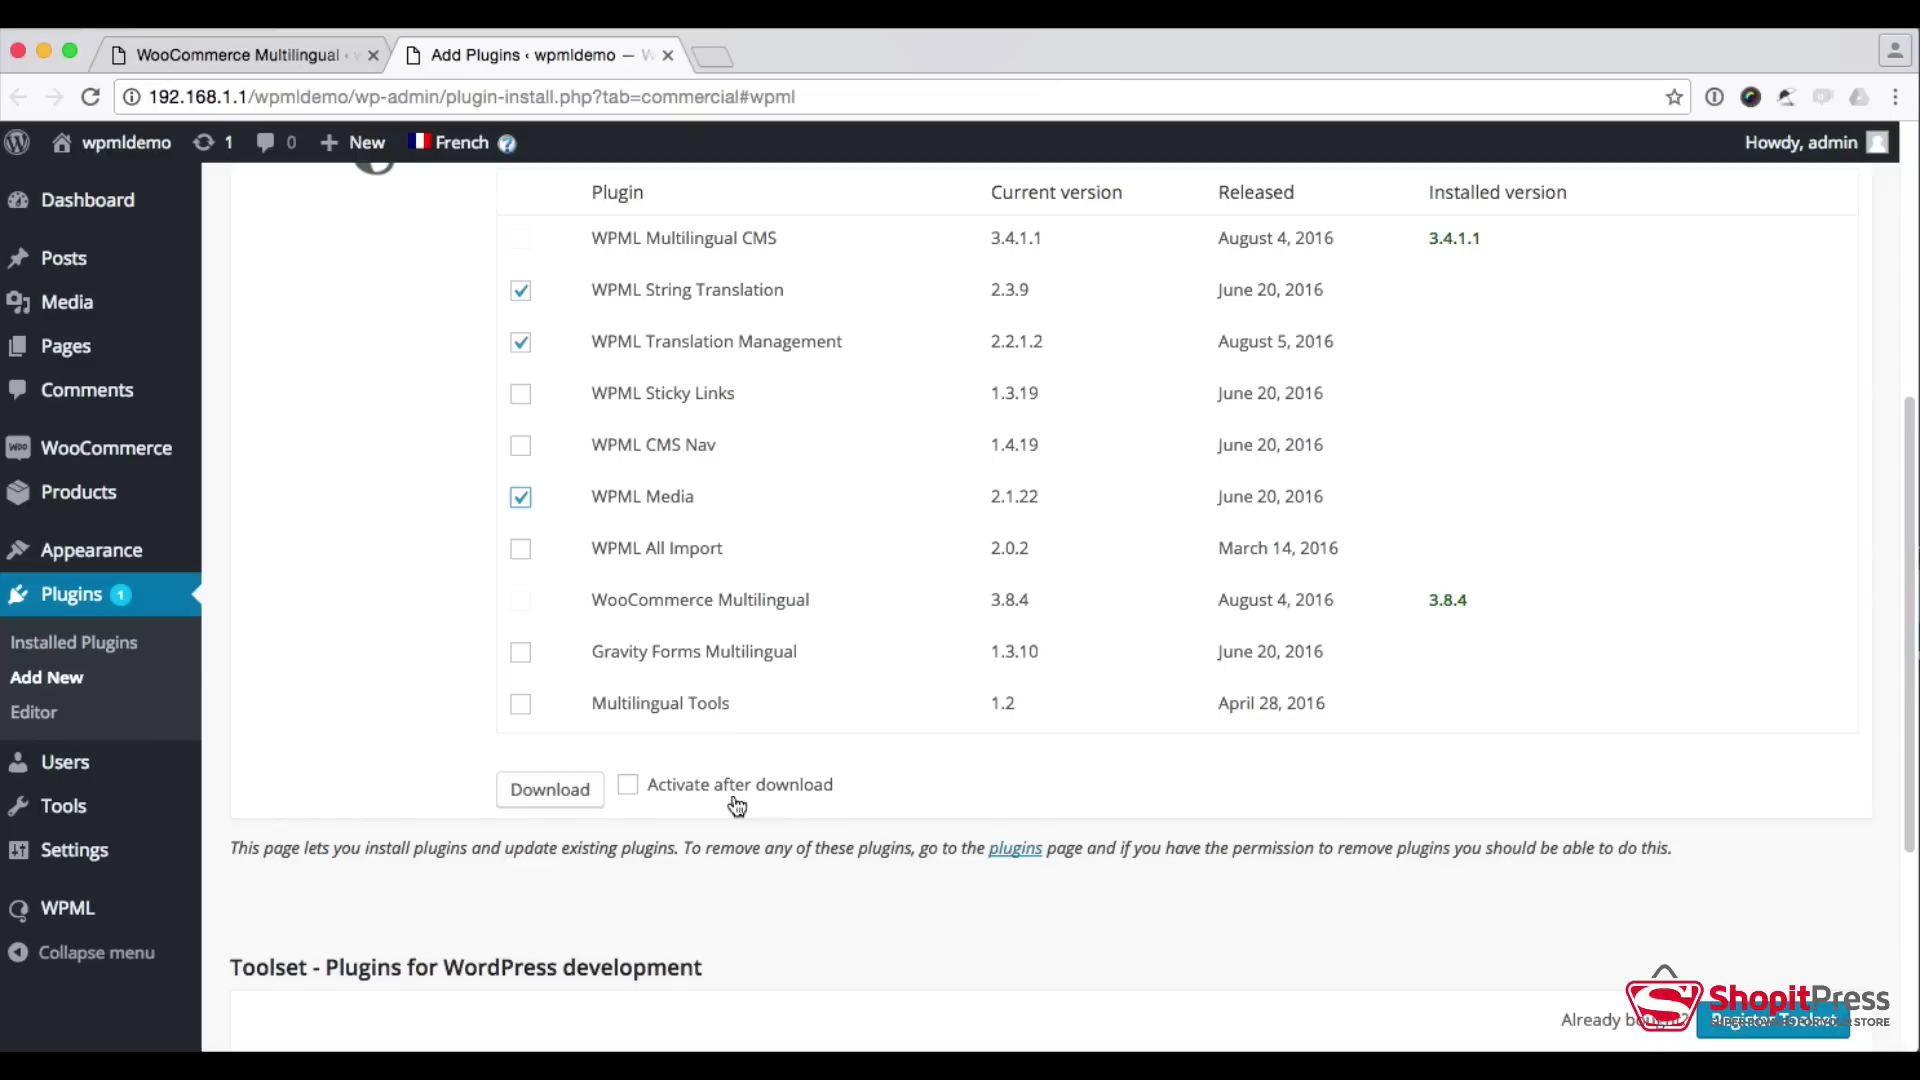 WooCommerce Multilingual ‹
Add Plugins ‹ wpmldemo —
192.168.1.1/wpmldemo/wp-admin/plugin-install.php?tab=commercial#wpml
wpmldemo 1 0 + New French ? Howdy, admin
Dashboard
Posts
Media
Pages
Comments
WooCommerce
Products
Appearance
Plugins 1
Installed Plugins
Add New
Editor
Users
Tools
Settings
WPML
Collapse menu
Plugin Current version Released Installed version
WPML Multilingual CMS 3.4.1.1 August 4, 2016 3.4.1.1
WPML String Translation 2.3.9 June 20, 2016
WPML Translation Management 2.2.1.2 August 5, 2016
WPML Sticky Links 1.3.19 June 20, 2016
WPML CMS Nav 1.4.19 June 20, 2016
WPML Media 2.1.22 June 20, 2016
WPML All Import 2.0.2 March 14, 2016
WooCommerce Multilingual 3.8.4 August 4, 2016 3.8.4
Gravity Forms Multilingual 1.3.10 June 20, 2016
Multilingual Tools 1.2 April 28, 2016
Download Activate after download
This page lets you install plugins and update existing plugins. To remove any of these plugins, go to the plugins page and if you have the permission to remove plugins you should be able to do this.
Toolset - Plugins for WordPress development
Already
ShopitPress